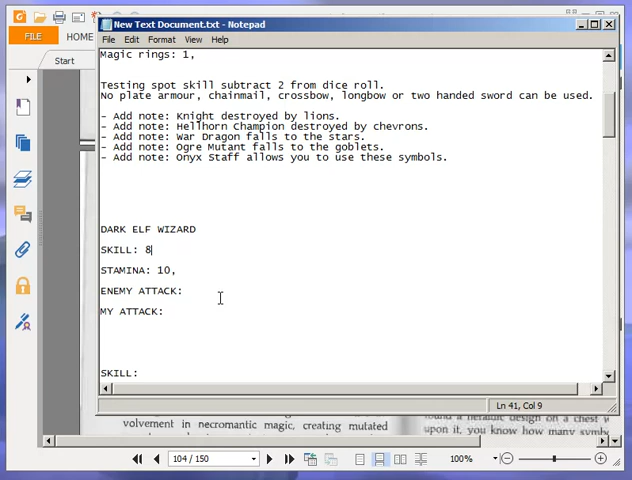 New Text Document.txt - Notepad
FILE HOME
File Edit Format View Help
Start
Magic rings: 1,
Testing spot skill subtract 2 from dice roll.
No plate armour, chainmail, crossbow, longbow or two handed sword can be used.
- Add note: Knight destroyed by lions.
- Add note: Hellhorn Champion destroyed by chevrons.
- Add note: War Dragon falls to the stars.
- Add note: Ogre Mutant falls to the goblets.
- Add note: Onyx Staff allows you to use these symbols.
DARK ELF WIZARD
SKILL: 8
STAMINA: 10,
ENEMY ATTACK:
MY ATTACK:
SKILL:
Ln 41, Col 9
volvement in necromantic magic, creating mutated
found a heraldic design on a chest
upon it, you know how many
104 / 150
100%